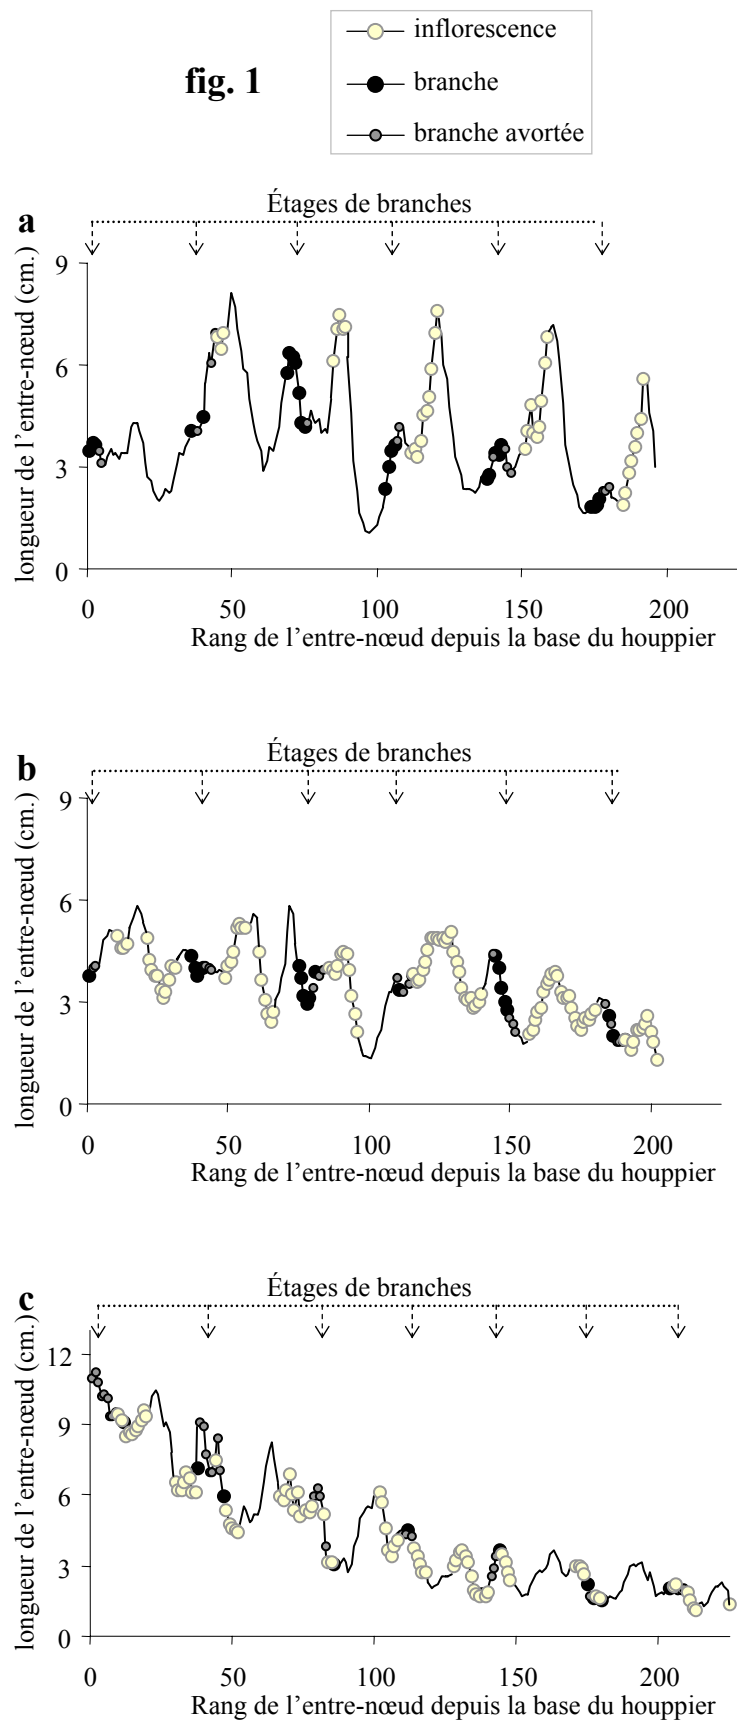 fig. 1
inflorescence
branche
branche avortée
a
Étages de branches
longueur de l'entre-nœud (cm.)
9
6
3
0
0 50 100 150 200
Rang de l'entre-nœud depuis la base du houppier
b
Étages de branches
longueur de l'entre-nœud (cm.)
9
6
3
0
0 50 100 150 200
Rang de l'entre-nœud depuis la base du houppier
c
Étages de branches
longueur de l'entre-nœud (cm.)
12
9
6
3
0
0 50 100 150 200
Rang de l'entre-nœud depuis la base du houppier